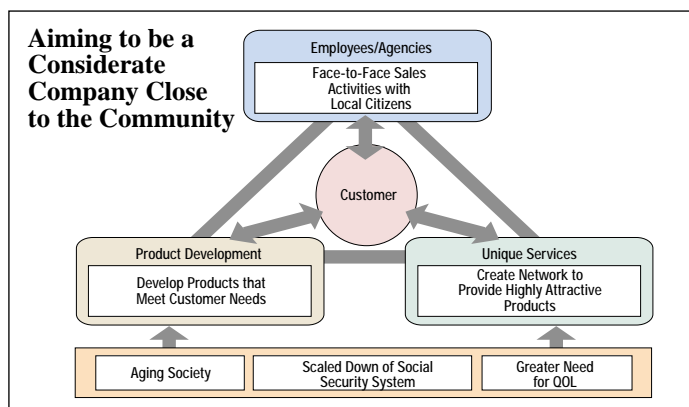 Aiming to be a
Considerate
Company Close
to the Community
Employees/Agencies
Face-to-Face Sales
Activities with
Local Citizens
Customer
Product Development
Develop Products that
Meet Customer Needs
Unique Services
Create Network to
Provide Highly Attractive
Products
Aging Society
Scaled Down of Social
Security System
Greater Need
for QOL